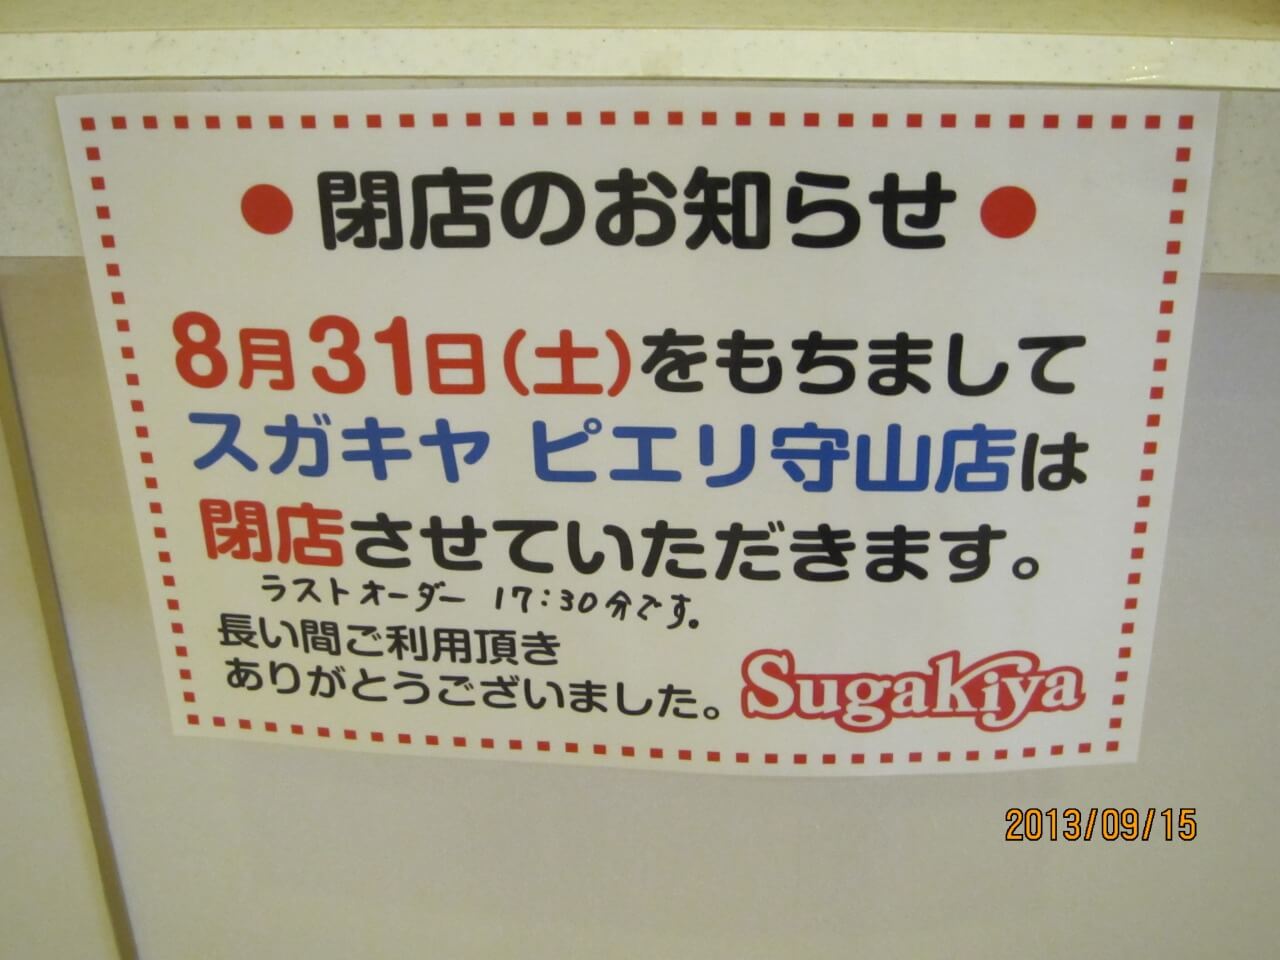 ●閉店のお知らせ●
8月31日(土)をもちまして
スガキヤ ピエリ守山店は
閉店させていただきます。
ラストオーダー 17:30分です。
長い間ご利用頂き
ありがとうございました。
Sugakiya
2013/09/15